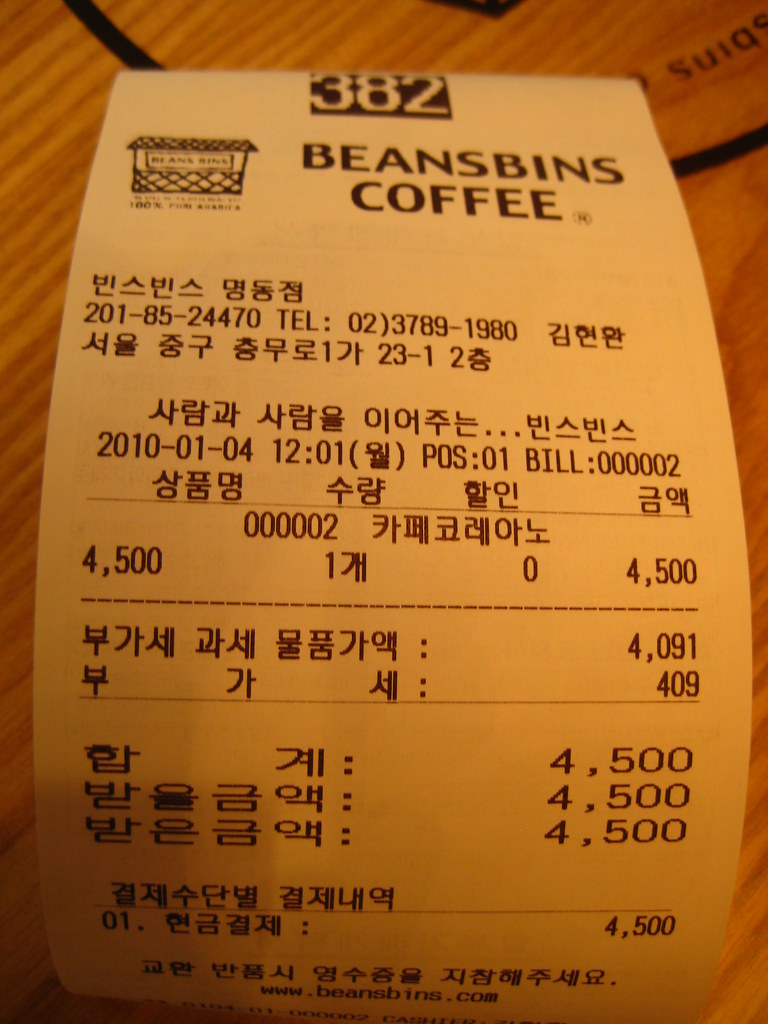 382
BEANS BINS
100% PURE ARABICA
BEANSBINS
COFFEE ®
빈스빈스 명동점
201-85-24470 TEL: 02)3789-1980 김현환
서울 중구 충무로1가 23-1 2층
사람과 사람을 이어주는...빈스빈스
2010-01-04 12:01(월) POS:01 BILL:000002
상품명 수량 할인 금액
000002 카페코레아노
4,500 1개 0 4,500
부가세 과세 물품가액 : 4,091
부 가 세 : 409
합 계 : 4,500
받을금액 : 4,500
받은금액 : 4,500
결제수단별 결제내역
01. 현금결제 : 4,500
교환 반품시 영수증을 지참해주세요.
www.beansbins.com
0104 01-000002 CASHIER:
bins